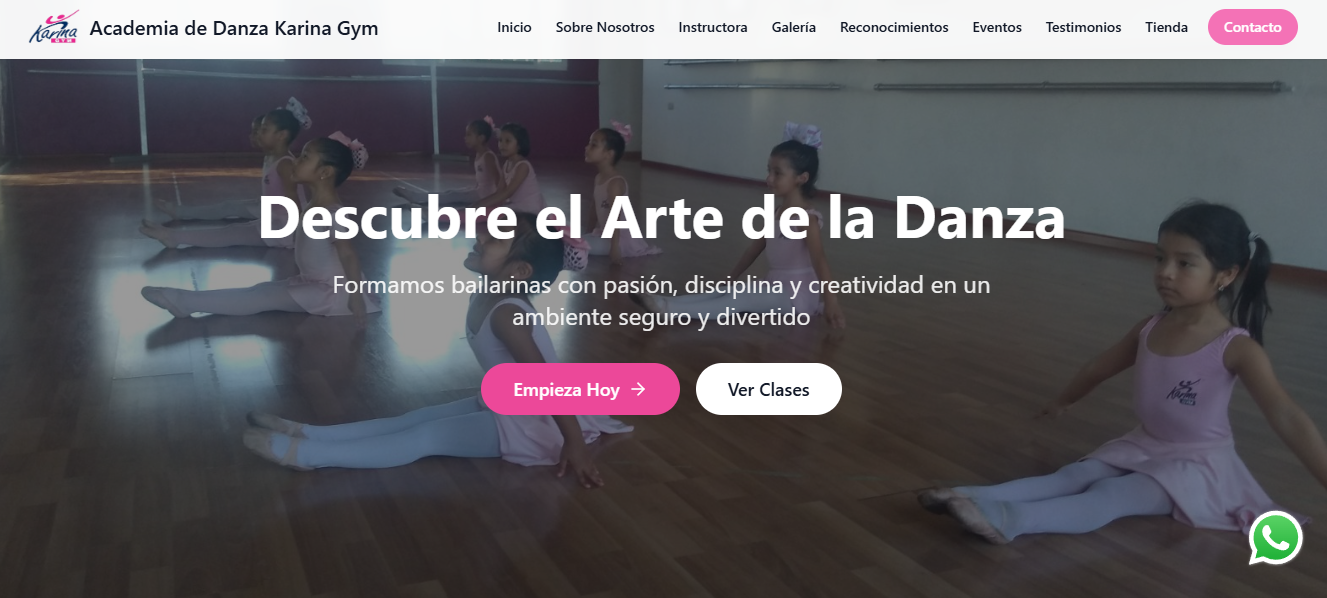 Karina
GYM
Academia de Danza Karina Gym
Inicio
Sobre Nosotros
Instructora
Galería
Reconocimientos
Eventos
Testimonios
Tienda
Contacto
Descubre el Arte de la Danza
Formamos bailarinas con pasión, disciplina y creatividad en un
ambiente seguro y divertido
Empieza Hoy →
Ver Clases
Karina